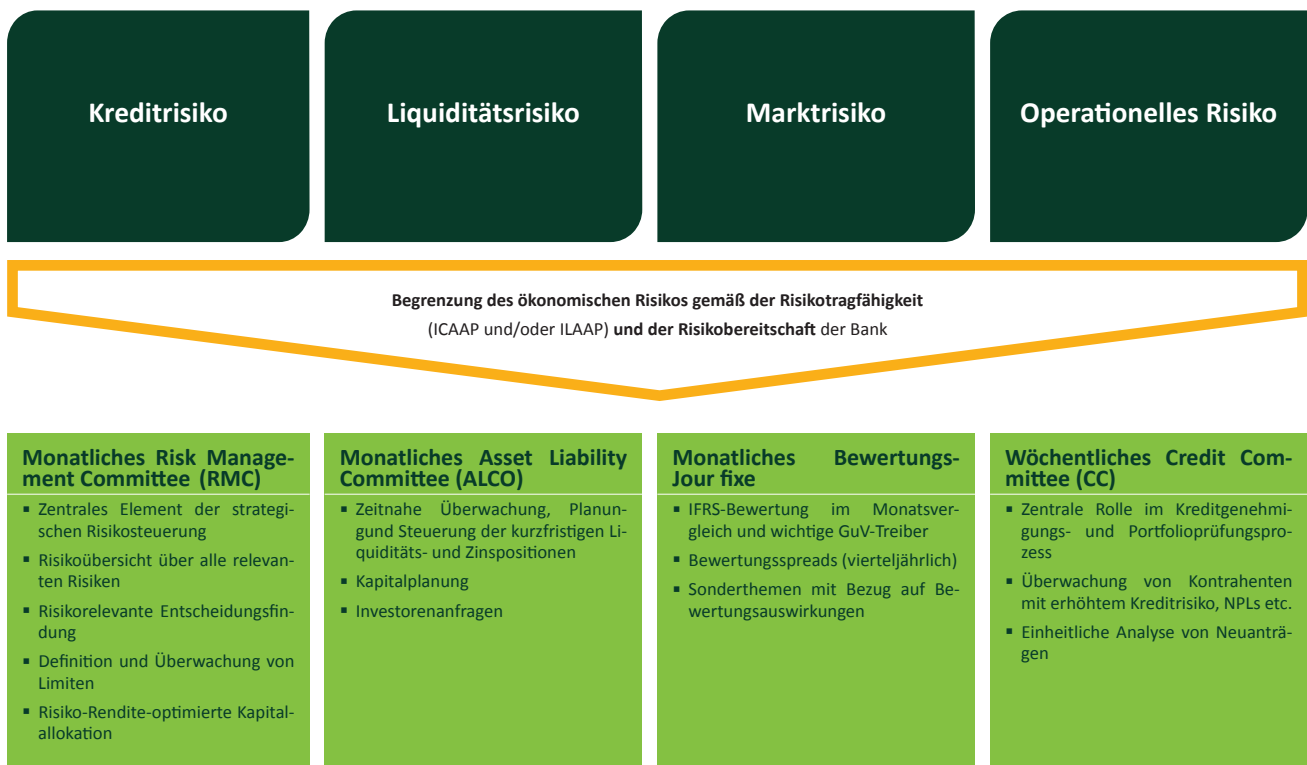 Kreditrisiko
Liquiditätsrisiko
Marktrisiko
Operationelles Risiko
Begrenzung des ökonomischen Risikos gemäß der Risikotragfähigkeit
(ICAAP und/oder ILAAP) und der Risikobereitschaft der Bank
Monatliches Risk Manage-
ment Committee (RMC)
▪ Zentrales Element der strategi-
schen Risikosteuerung
▪ Risikoübersicht über alle relevan-
ten Risiken
▪ Risikorelevante Entscheidungsfin-
dung
▪ Definition und Überwachung von
Limiten
▪ Risiko-Rendite-optimierte Kapital-
allokation
Monatliches Asset Liability
Committee (ALCO)
▪ Zeitnahe Überwachung, Planun-
gund Steuerung der kurzfristigen Li-
quiditäts- und Zinspositionen
▪ Kapitalplanung
▪ Investorenanfragen
Monatliches Bewertungs-
Jour fixe
▪ IFRS-Bewertung im Monatsver-
gleich und wichtige GuV-Treiber
▪ Bewertungsspreads (vierteljährlich)
▪ Sonderthemen mit Bezug auf Be-
wertungsauswirkungen
Wöchentliches Credit Com-
mittee (CC)
▪ Zentrale Rolle im Kreditgenehmi-
gungs- und Portfolioprüfungspro-
zess
▪ Überwachung von Kontrahenten
mit erhöhtem Kreditrisiko, NPLs etc.
▪ Einheitliche Analyse von Neuanträ-
gen